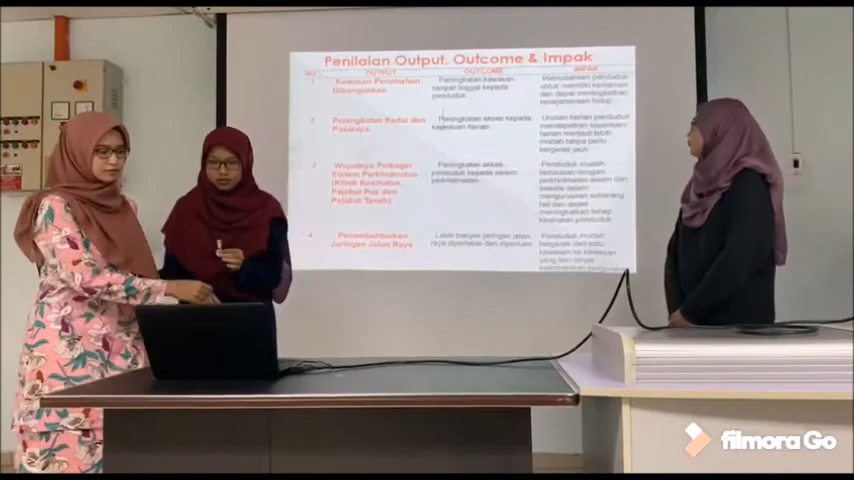 Penilaian Output, Outcome & Impak
NO OUTPUT OUTCOME IMPAK
1 Kawasan Perumahan Dibangunkan
Peningkatan kawasan tempat tinggal kepada penduduk
Memudahkan penduduk untuk memiliki kediaman dan dapat meningkatkan kesejahteraan hidup
2 Peningkatan Kedai dan Pasaraya
Peningkatan akses kepada keperluan harian
Urusan harian penduduk mendapatkan keperluan harian menjadi lebih mudah tanpa perlu bergerak jauh
3 Wujudnya Pelbagai Sistem Perkhidmatan (Klinik Kesihatan, Pejabat Pos dan Pejabat Tanah)
Peningkatan akses penduduk kepada sistem perkhidmatan
Penduduk mudah berurusan dengan perkhidmatan awam dan swasta dalam menguruskan sebarang hal dan dapat meningkatkan tahap kesihatan penduduk
4 Penambahbaikan Jaringan Jalan Raya
Lebih banyak jaringan jalan raya diperlebar dan diperluas
Penduduk mudah bergerak dari satu kawasan ke kawasan yang lain tanpa
filmora Go